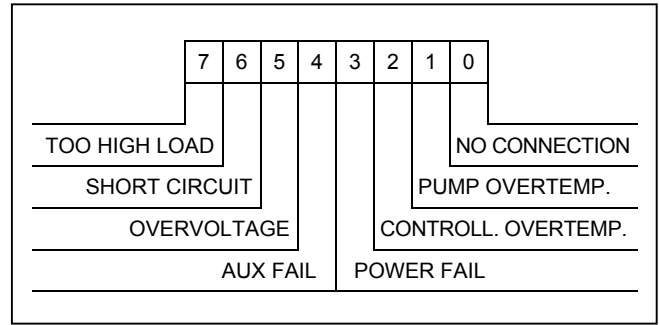 7 6 5 4 3 2 1 0
TOO HIGH LOAD NO CONNECTION
SHORT CIRCUIT PUMP OVERTEMP.
OVERVOLTAGE CONTROLL. OVERTEMP.
AUX FAIL POWER FAIL